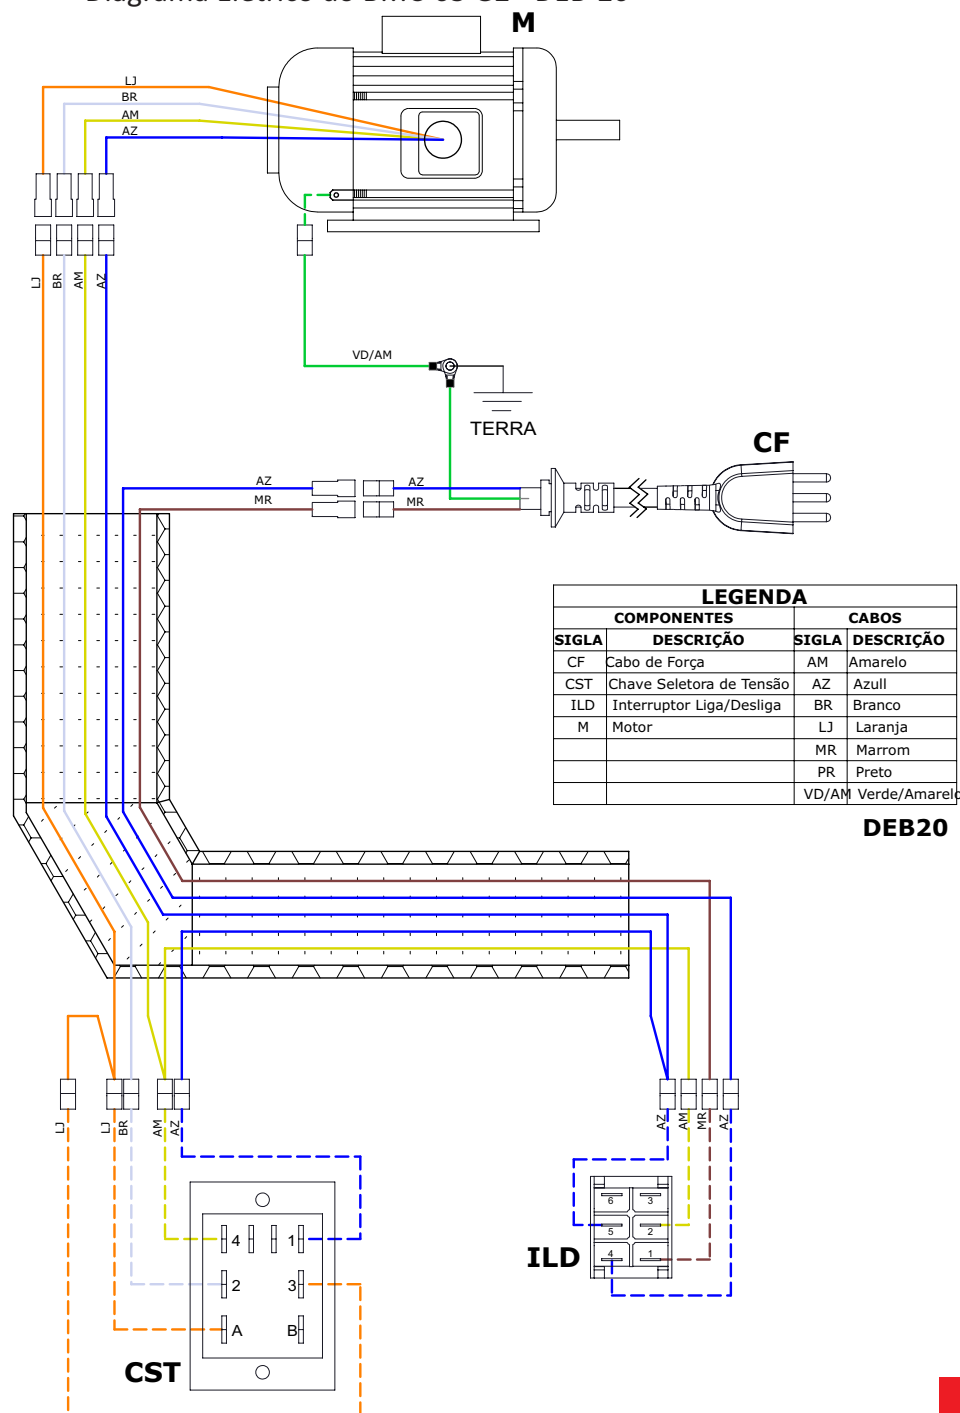 M
LJ
BR
AM
AZ
LJ
BR
AM
AZ
VD/AM
TERRA
CF
AZ
AZ
MR
MR
LEGENDA
COMPONENTES CABOS
SIGLA DESCRIÇÃO SIGLA DESCRIÇÃO
CF Cabo de Força AM Amarelo
CST Chave Seletora de Tensão AZ Azull
ILD Interruptor Liga/Desliga BR Branco
M Motor LJ Laranja
MR Marrom
PR Preto
VD/AM Verde/Amarelo
DEB20
LJ
LJ
BR
AM
AZ
AZ
AM
MR
AZ
4 1
2 3
A B
CST
6 3
5 2
4 1
ILD